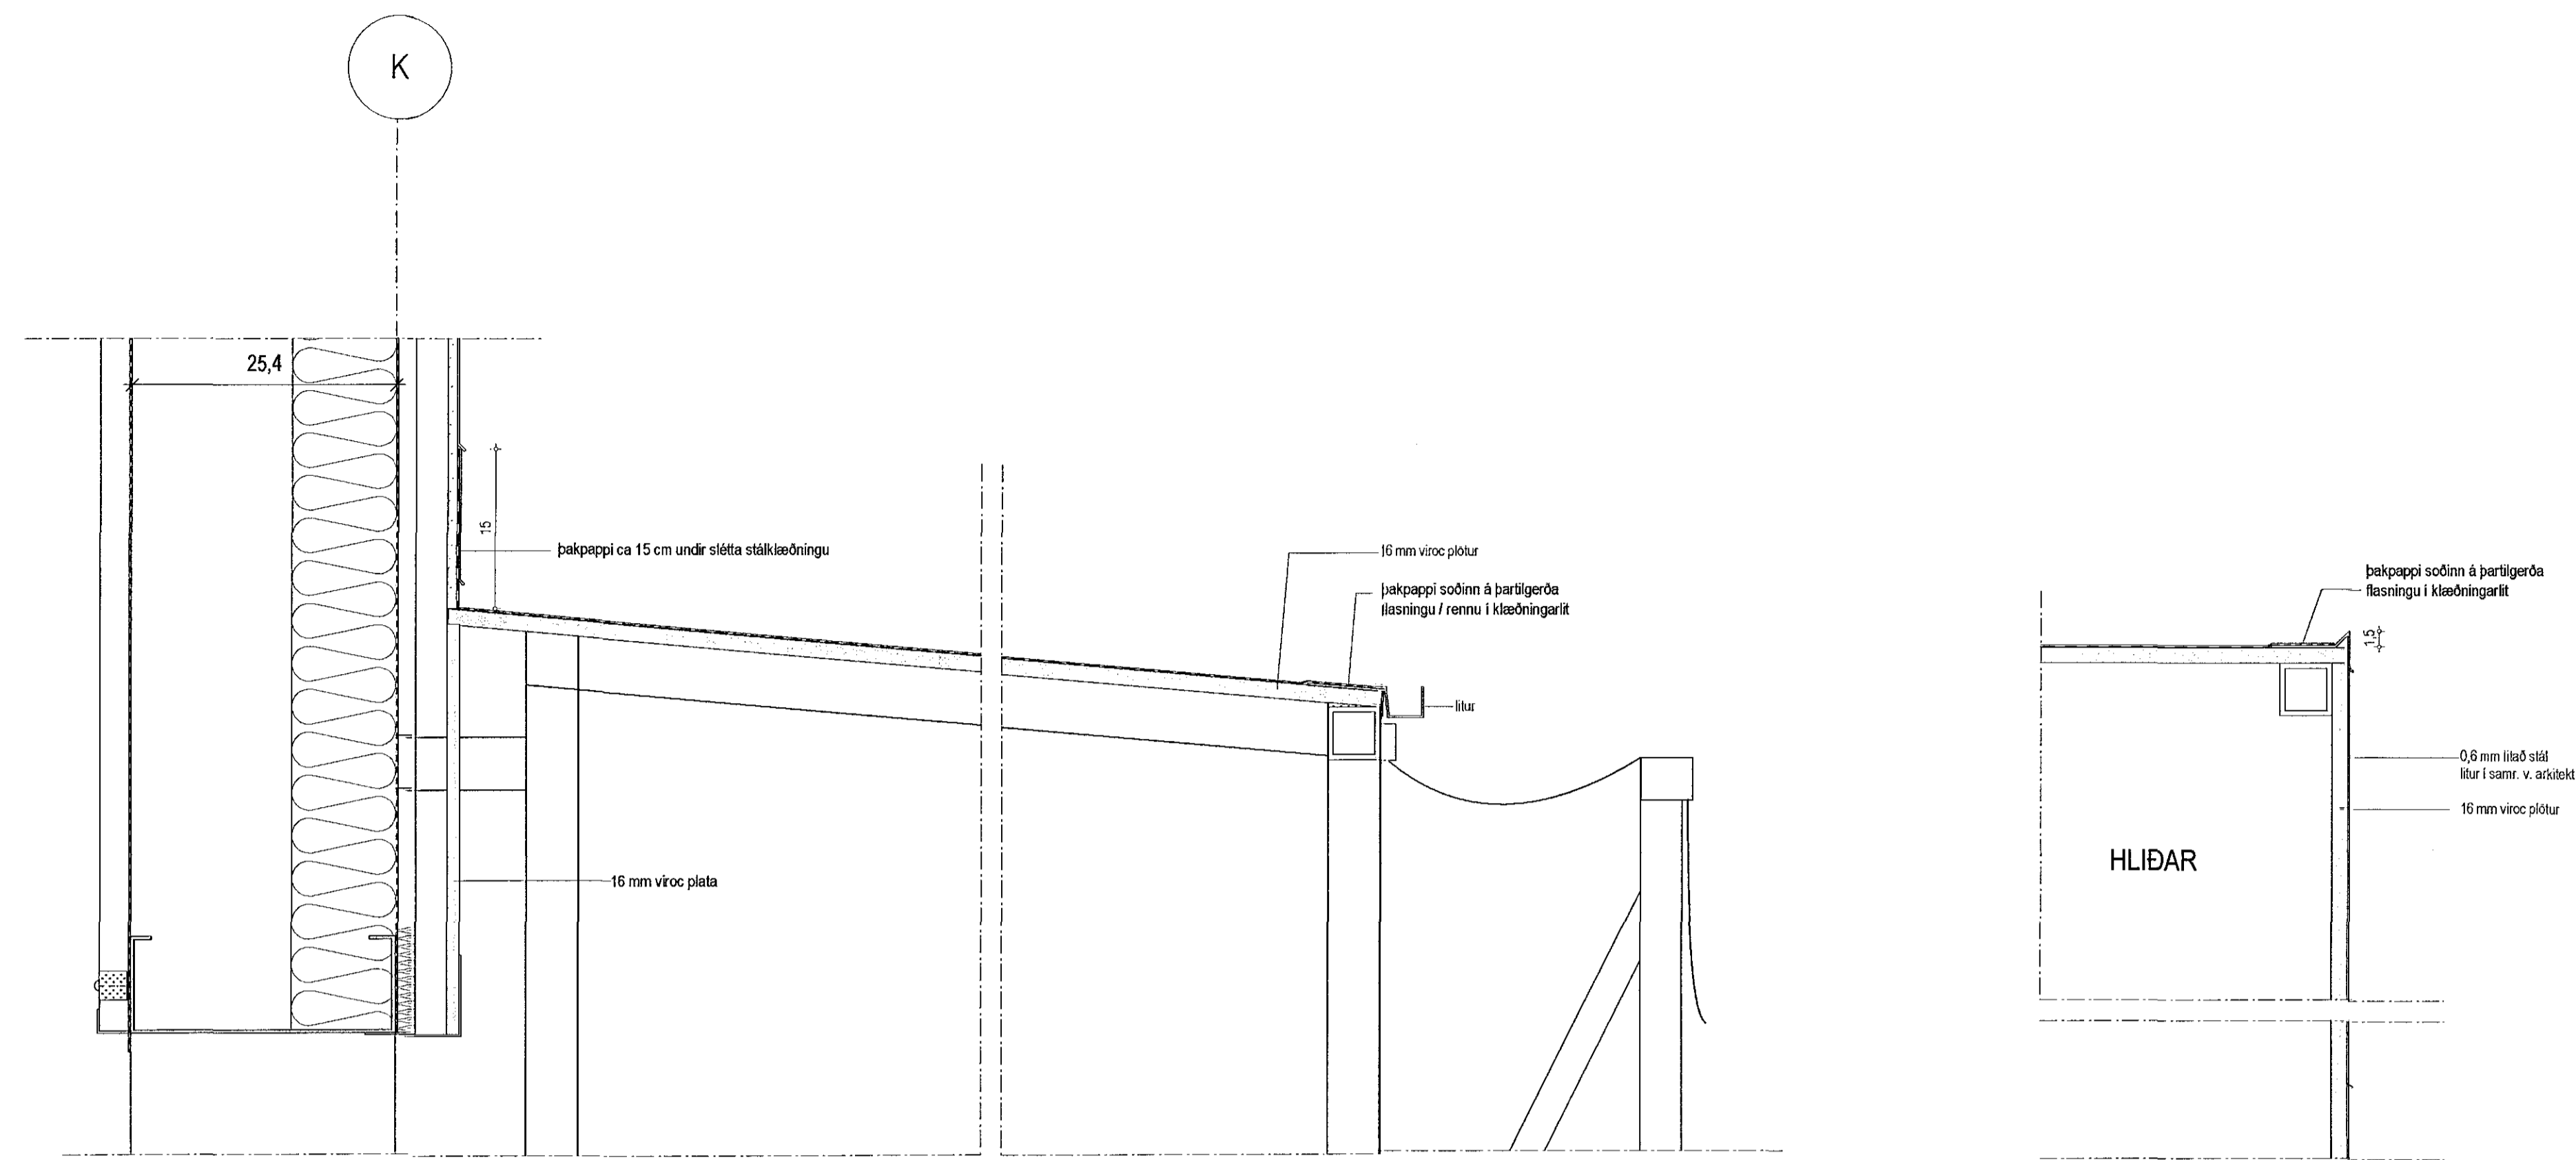 K
25,4
15
þakpappi ca 15 cm undir slétta stálklæðningu
16 mm viroc plötur
þakpappi soðinn á þartilgerða
flasningu / rennu í klæðningarlit
litur
16 mm viroc plata
þakpappi soðinn á þartilgerða
flasningu í klæðningarlit
1,5
0,6 mm litað stál
litur í samr. v. arkitekt
16 mm viroc plötur
HLIÐAR